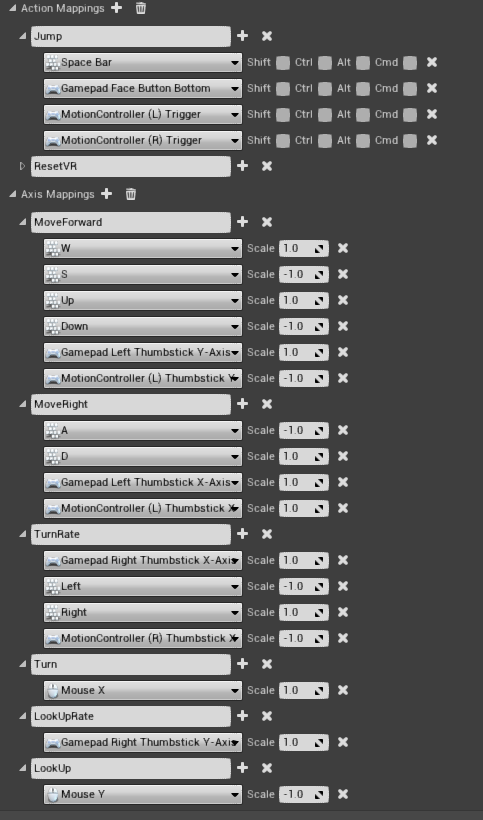 Action Mappings
Jump
Space Bar Shift Ctrl Alt Cmd
Gamepad Face Button Bottom Shift Ctrl Alt Cmd
MotionController (L) Trigger Shift Ctrl Alt Cmd
MotionController (R) Trigger Shift Ctrl Alt Cmd
ResetVR
Axis Mappings
MoveForward
W Scale 1.0
S Scale -1.0
Up Scale 1.0
Down Scale -1.0
Gamepad Left Thumbstick Y-Axis Scale 1.0
MotionController (L) Thumbstick Y Scale -1.0
MoveRight
A Scale -1.0
D Scale 1.0
Gamepad Left Thumbstick X-Axis Scale 1.0
MotionController (L) Thumbstick X Scale 1.0
TurnRate
Gamepad Right Thumbstick X-Axis Scale 1.0
Left Scale -1.0
Right Scale 1.0
MotionController (R) Thumbstick X Scale -1.0
Turn
Mouse X Scale 1.0
LookUpRate
Gamepad Right Thumbstick Y-Axis Scale 1.0
LookUp
Mouse Y Scale -1.0